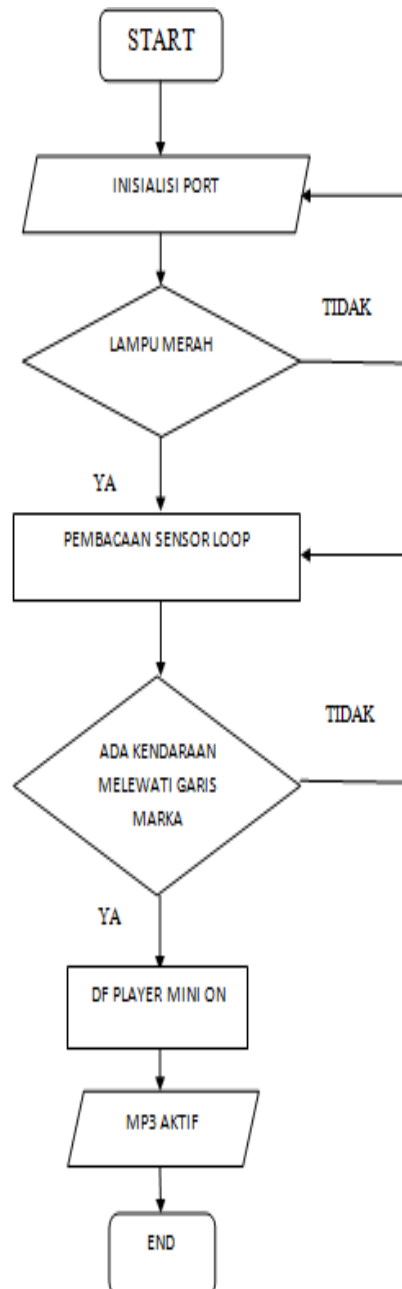 START
INISIALISI PORT
LAMPU MERAH
TIDAK
YA
PEMBACAAN SENSOR LOOP
TIDAK
ADA KENDARAAN
MELEWATI GARIS
MARKA
YA
DF PLAYER MINI ON
MP3 AKTIF
END